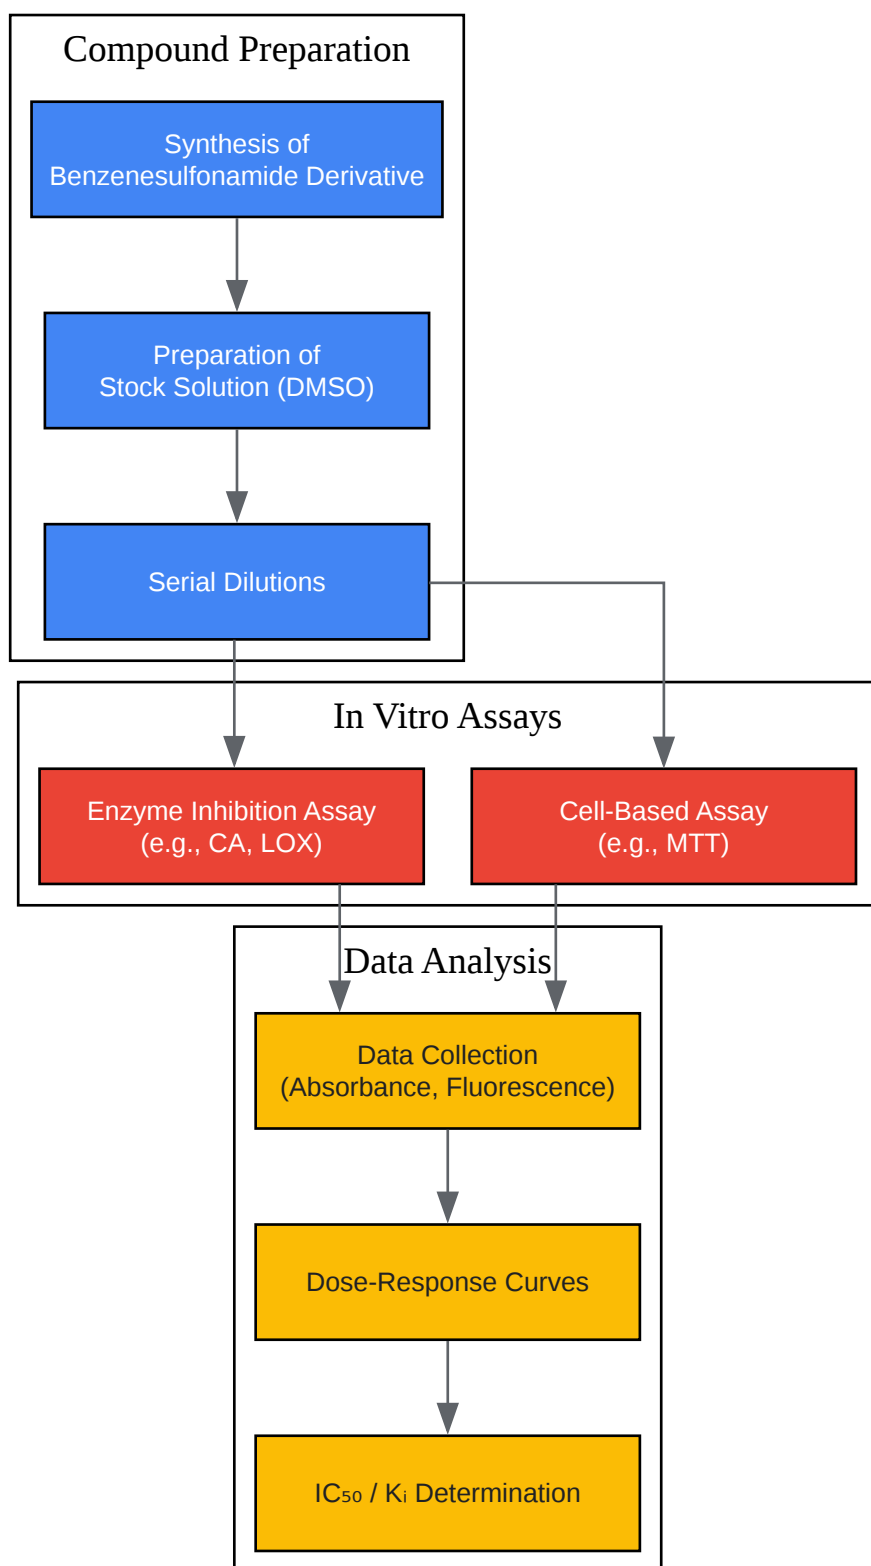 Compound Preparation
Synthesis of
Benzenesulfonamide Derivative
Preparation of
Stock Solution (DMSO)
Serial Dilutions
In Vitro Assays
Enzyme Inhibition Assay
(e.g., CA, LOX)
Cell-Based Assay
(e.g., MTT)
Data Analysis
Data Collection
(Absorbance, Fluorescence)
Dose-Response Curves
IC₅₀ / Kᵢ Determination